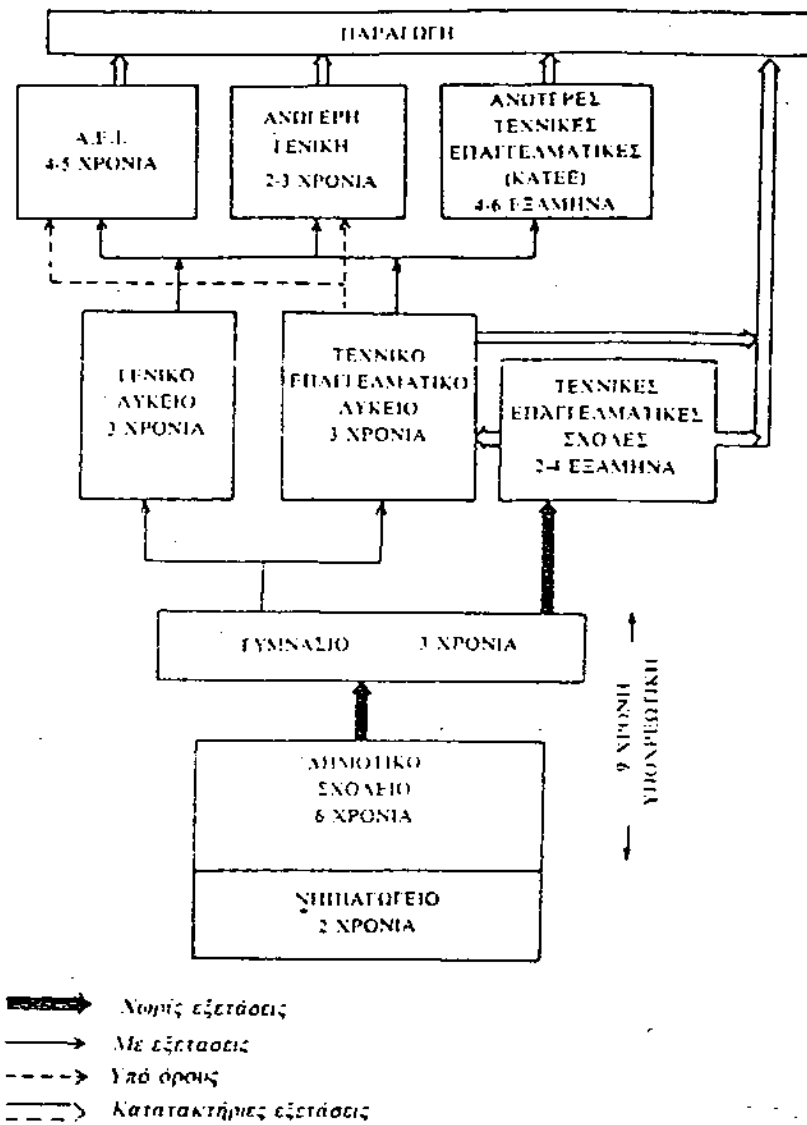 ΠΑΡΑΓΩΓΗ
Α.Ε.Ι.
4-5 ΧΡΟΝΙΑ
ΑΝΩΤΕΡΗ
ΓΕΝΙΚΗ
2-3 ΧΡΟΝΙΑ
ΑΝΩΤΕΡΕΣ
ΤΕΧΝΙΚΕΣ
ΕΠΑΓΓΕΛΜΑΤΙΚΕΣ
(ΚΑΤΕΕ)
4-6 ΕΞΑΜΗΝΑ
ΓΕΝΙΚΟ
ΛΥΚΕΙΟ
3 ΧΡΟΝΙΑ
ΤΕΧΝΙΚΟ
ΕΠΑΓΓΕΛΜΑΤΙΚΟ
ΛΥΚΕΙΟ
3 ΧΡΟΝΙΑ
ΤΕΧΝΙΚΕΣ
ΕΠΑΓΓΕΛΜΑΤΙΚΕΣ
ΣΧΟΛΕΣ
2-4 ΕΞΑΜΗΝΑ
ΓΥΜΝΑΣΙΟ 3 ΧΡΟΝΙΑ
9 ΧΡΟΝΗ
ΥΠΟΧΡΕΩΤΙΚΗ
ΔΗΜΟΤΙΚΟ
ΣΧΟΛΕΙΟ
6 ΧΡΟΝΙΑ
ΝΗΠΙΑΓΩΓΕΙΟ
2 ΧΡΟΝΙΑ
Χωρίς εξετάσεις
Με εξετασεις
Υπό όρους
Κατατακτήριες εξετάσεις